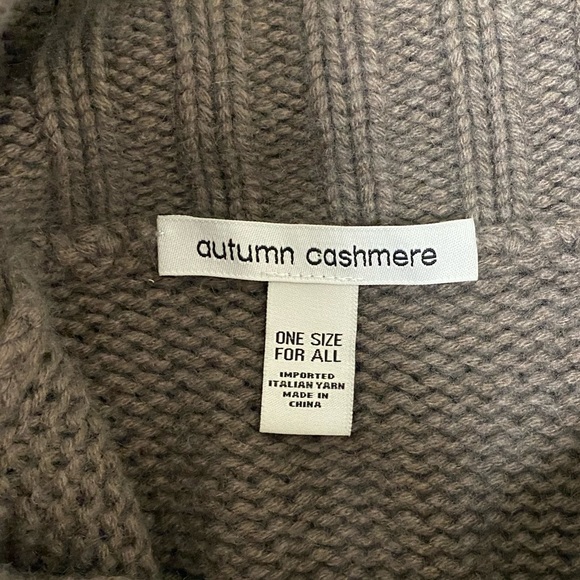 autumn cashmere
ONE SIZE
FOR ALL
IMPORTED
ITALIAN YARN
MADE IN
CHINA